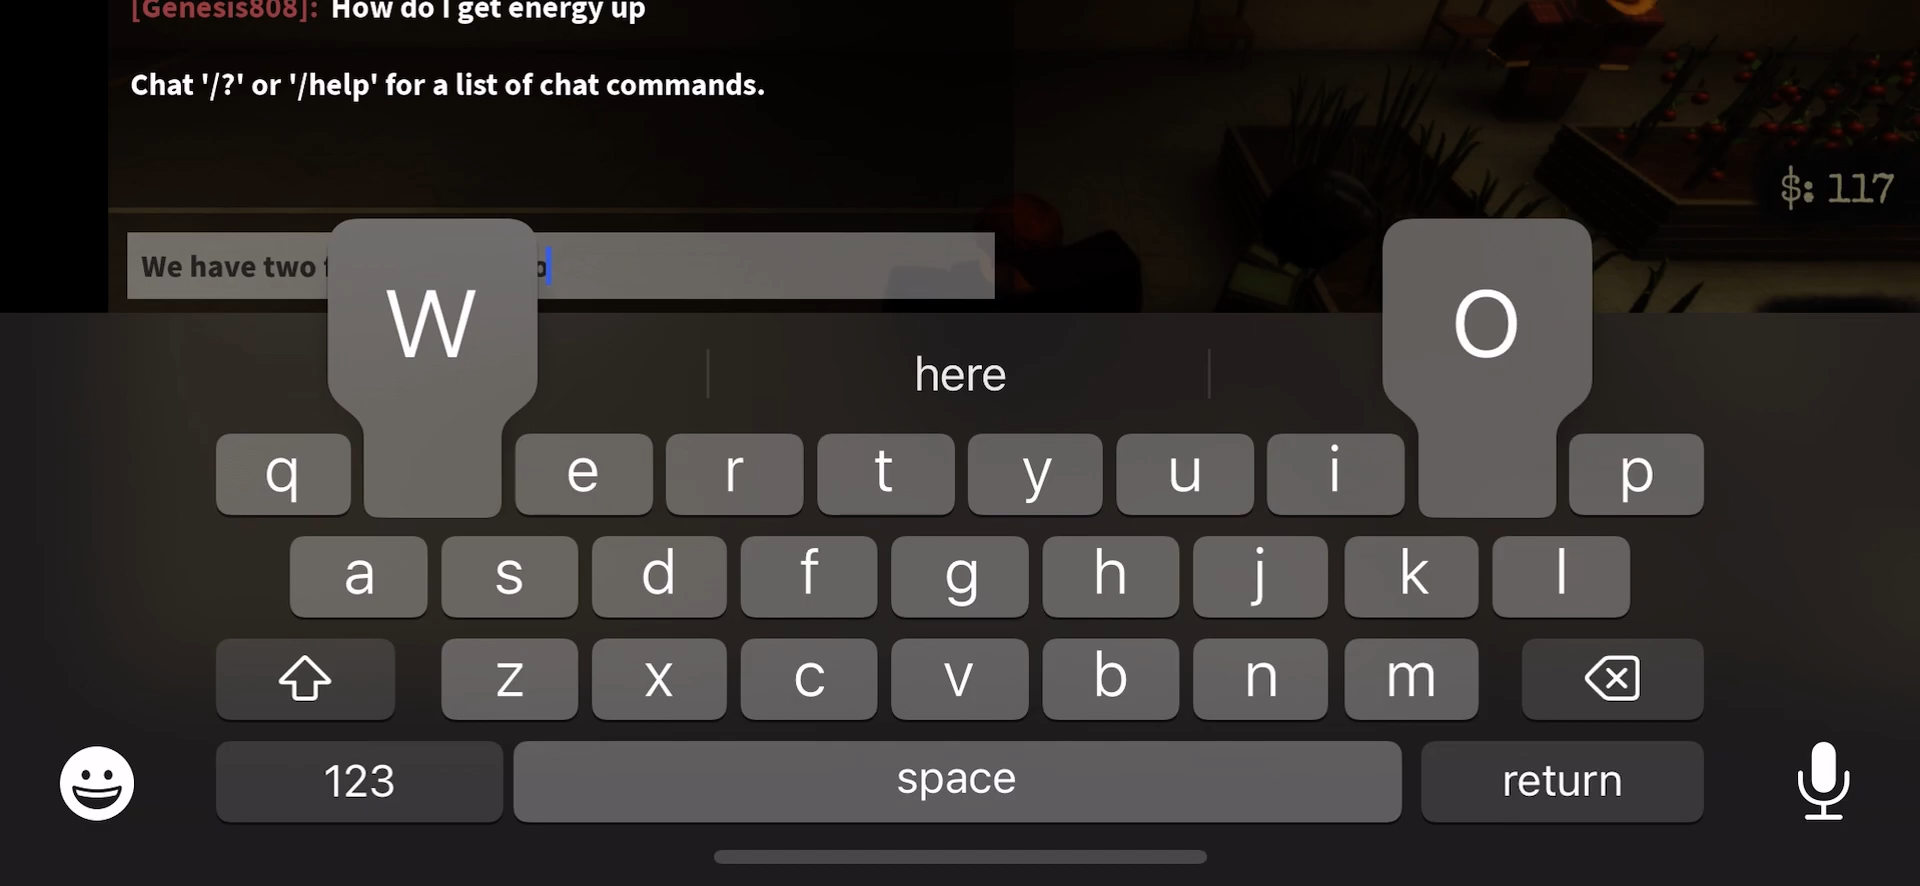 [Genesis808]: How do I get energy up
Chat '/?' or '/help' for a list of chat commands.
$: 117
We have two
W
O
here
q e r t y u i p
a s d f g h j k l
z x c v b n m
123 space return